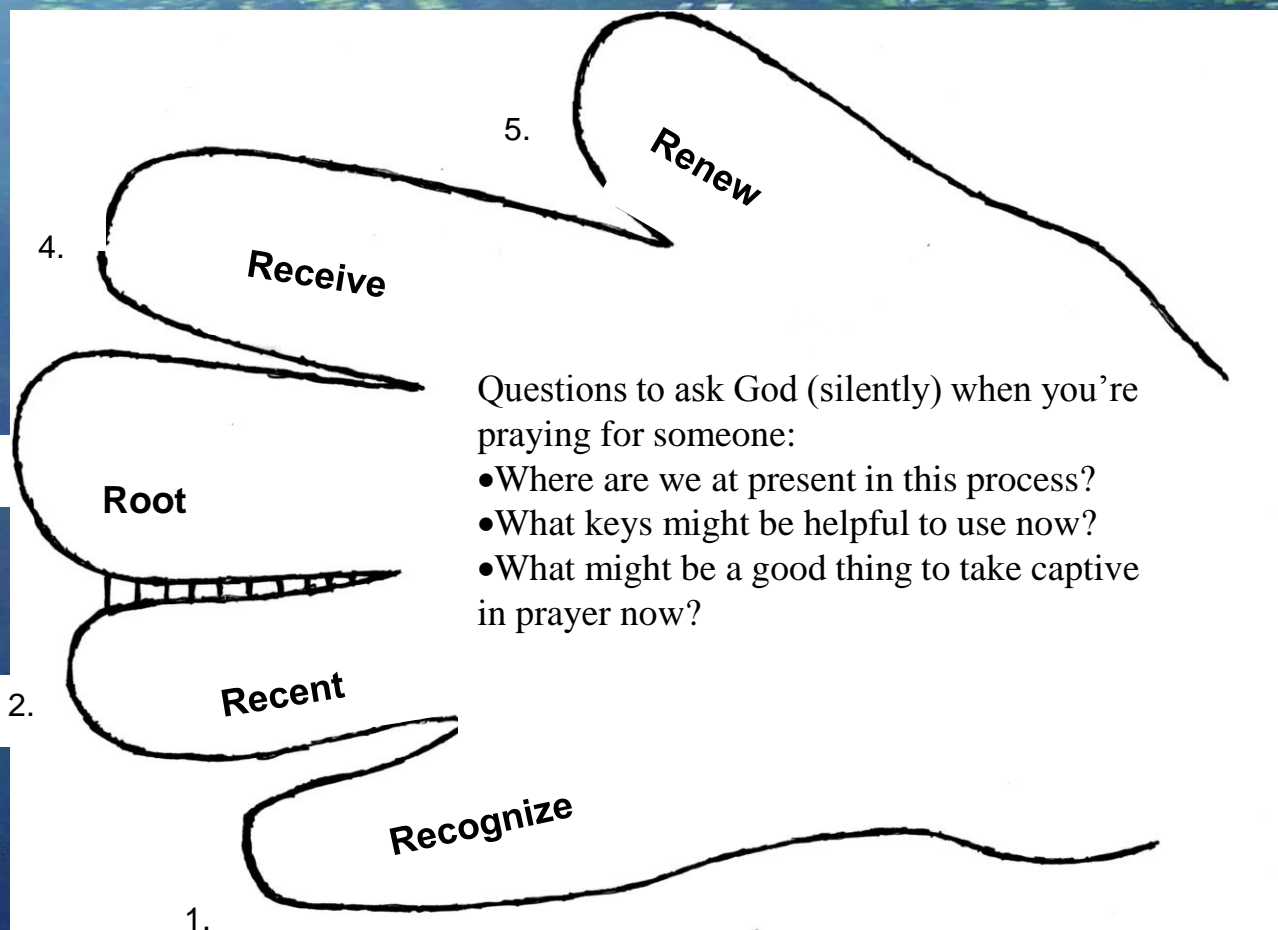 5.
Renew
4.
Receive
Root
Questions to ask God (silently) when you’re
praying for someone:
•Where are we at present in this process?
•What keys might be helpful to use now?
•What might be a good thing to take captive
in prayer now?
2.
Recent
Recognize
1.